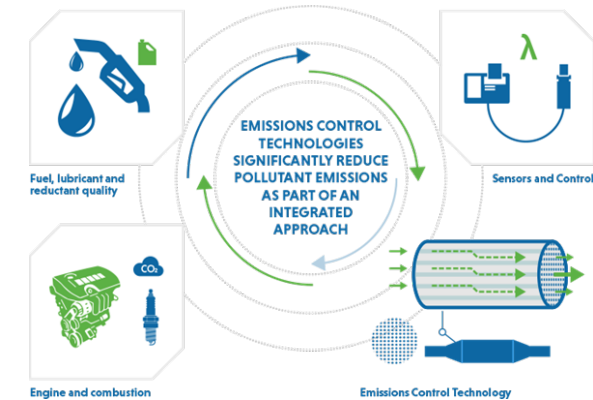 EMISSIONS CONTROL
TECHNOLOGIES
SIGNIFICANTLY REDUCE
POLLUTANT EMISSIONS
AS PART OF AN
INTEGRATED
APPROACH
λ
Fuel, lubricant and
reductant quality
Sensors and Control
CO₂
Engine and combustion
Emissions Control Technology